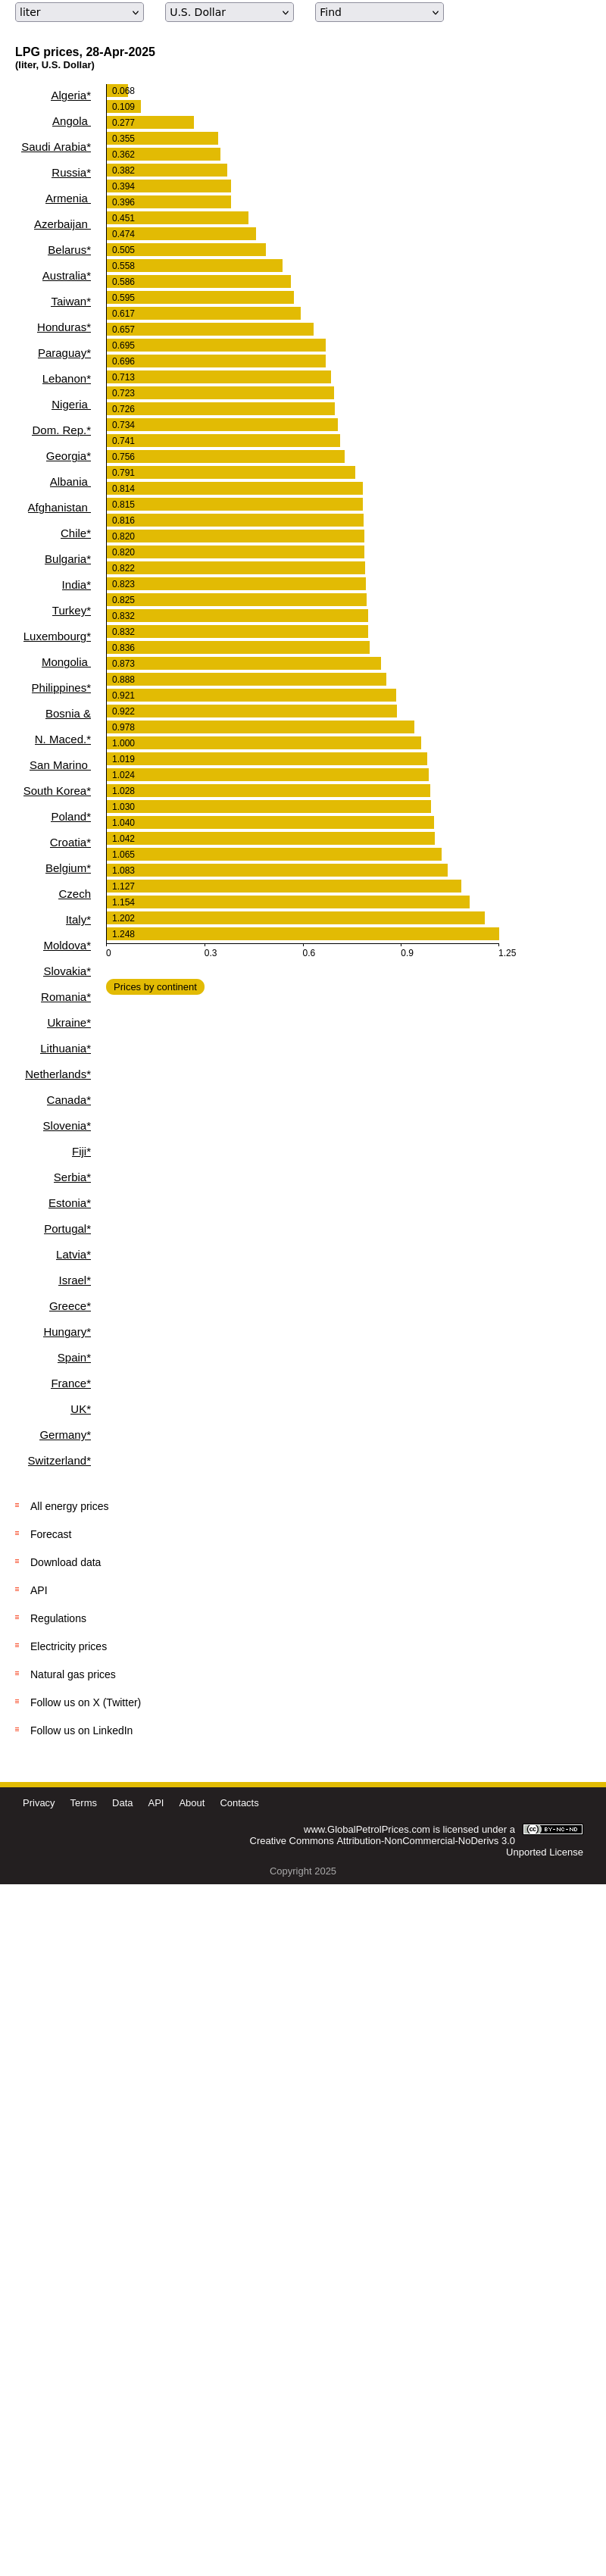 liter U.S. Dollar Find
LPG prices, 28-Apr-2025
(liter, U.S. Dollar)
Algeria*
Angola
Saudi Arabia*
Russia*
Armenia
Azerbaijan
Belarus*
Australia*
Taiwan*
Honduras*
Paraguay*
Lebanon*
Nigeria
Dom. Rep.*
Georgia*
Albania
Afghanistan
Chile*
Bulgaria*
India*
Turkey*
Luxembourg*
Mongolia
Philippines*
Bosnia &
N. Maced.*
San Marino
South Korea*
Poland*
Croatia*
Belgium*
Czech
Italy*
Moldova*
Slovakia*
Romania*
Ukraine*
Lithuania*
Netherlands*
Canada*
Slovenia*
Fiji*
Serbia*
Estonia*
Portugal*
Latvia*
Israel*
Greece*
Hungary*
Spain*
France*
UK*
Germany*
Switzerland*
0.068
0.109
0.277
0.355
0.362
0.382
0.394
0.396
0.451
0.474
0.505
0.558
0.586
0.595
0.617
0.657
0.695
0.696
0.713
0.723
0.726
0.734
0.741
0.756
0.791
0.814
0.815
0.816
0.820
0.820
0.822
0.823
0.825
0.832
0.832
0.836
0.873
0.888
0.921
0.922
0.978
1.000
1.019
1.024
1.028
1.030
1.040
1.042
1.065
1.083
1.127
1.154
1.202
1.248
0 0.3 0.6 0.9 1.25
Prices by continent
All energy prices
Forecast
Download data
API
Regulations
Electricity prices
Natural gas prices
Follow us on X (Twitter)
Follow us on LinkedIn
Privacy Terms Data API About Contacts
www.GlobalPetrolPrices.com is licensed under a
Creative Commons Attribution-NonCommercial-NoDerivs 3.0
Unported License
cc BY-NC-ND
Copyright 2025